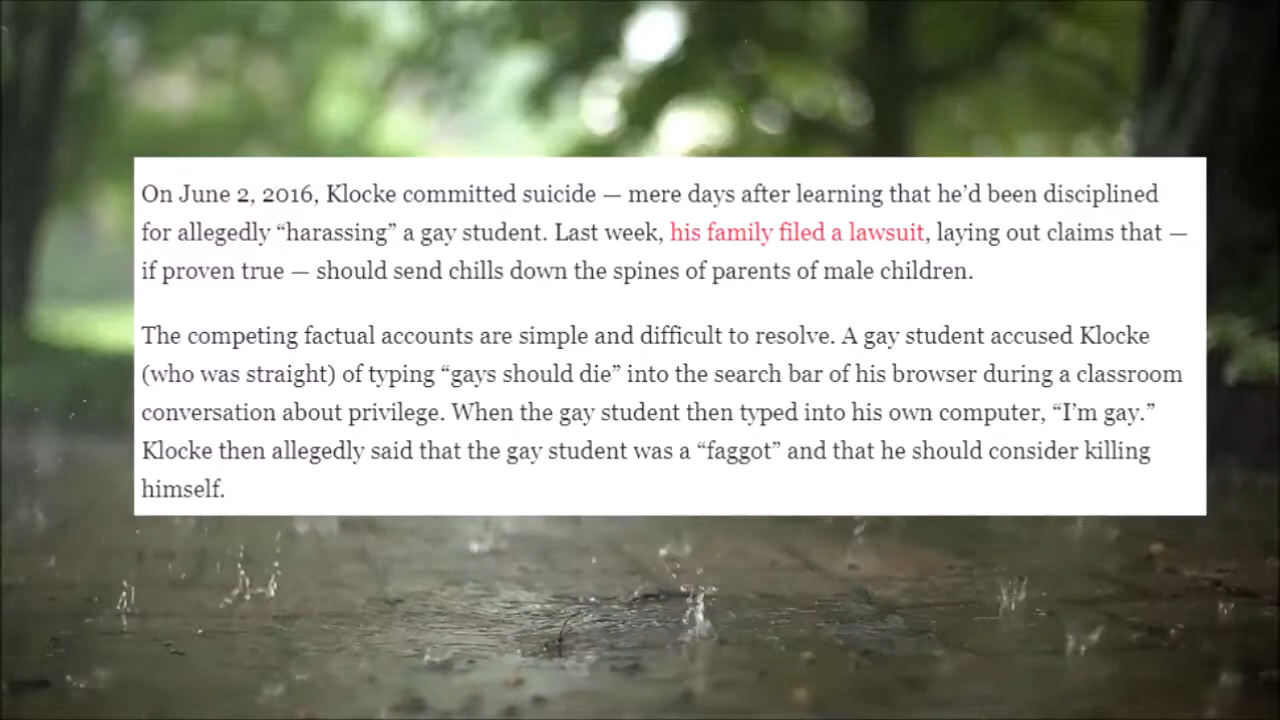 On June 2, 2016, Klocke committed suicide — mere days after learning that he’d been disciplined
for allegedly “harassing” a gay student. Last week, his family filed a lawsuit, laying out claims that —
if proven true — should send chills down the spines of parents of male children.
The competing factual accounts are simple and difficult to resolve. A gay student accused Klocke
(who was straight) of typing “gays should die” into the search bar of his browser during a classroom
conversation about privilege. When the gay student then typed into his own computer, “I’m gay.”
Klocke then allegedly said that the gay student was a “faggot” and that he should consider killing
himself.